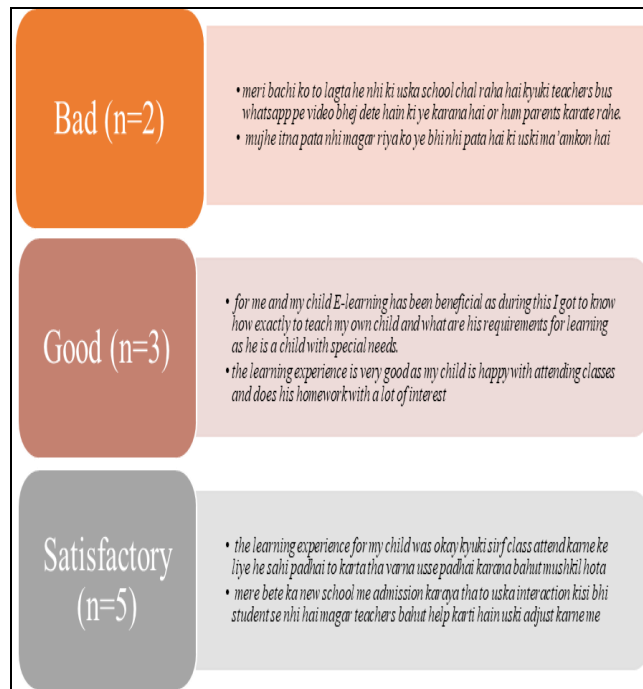 Bad (n=2)
• meri bachi ko to lagta he nhi ki uska school chal raha hai kyuki teachers bus
whatsapp pe video bhej dete hain ki ye karana hai or hum parents karate rahe.
• mujhe itna pata nhi magar riya ko ye bhi nhi pata hai ki uski ma'amkon hai
Good (n=3)
• for me and my child E-learning has been beneficial as during this I got to know
how exactly to teach my own child and what are his requirements for learning
as he is a child with special needs.
• the learning experience is very good as my child is happy with attending classes
and does his homework with a lot of interest
Satisfactory
(n=5)
• the learning experience for my child was okay kyuki sirf class attend karne ke
liye he sahi padhai to karta tha varna usse padhai karana bahut mushkil hota
• mere bete ka new school me admission karaya tha to uska interaction kisi bhi
student se nhi hai magar teachers bahut help karti hain uski adjust karne me